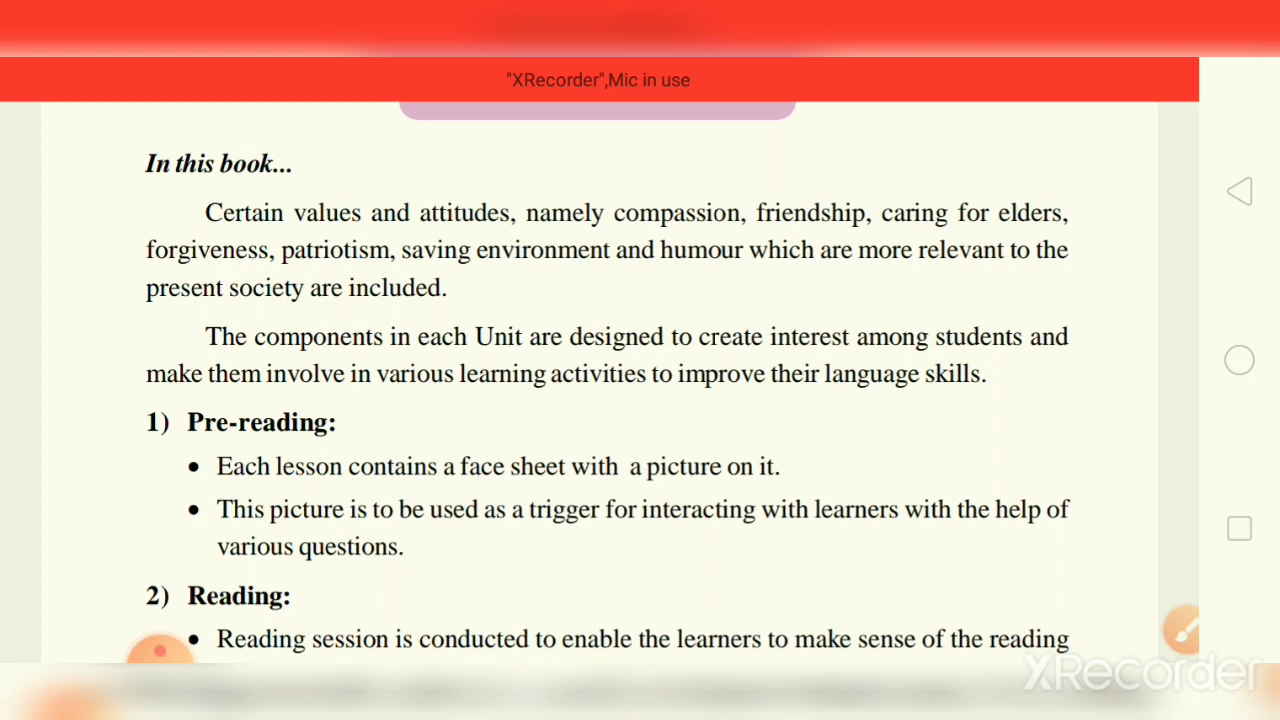 "XRecorder",Mic in use
In this book...
Certain values and attitudes, namely compassion, friendship, caring for elders,
forgiveness, patriotism, saving environment and humour which are more relevant to the
present society are included.
The components in each Unit are designed to create interest among students and
make them involve in various learning activities to improve their language skills.
1) Pre-reading:
• Each lesson contains a face sheet with a picture on it.
• This picture is to be used as a trigger for interacting with learners with the help of
various questions.
2) Reading:
• Reading session is conducted to enable the learners to make sense of the reading
XRecorder